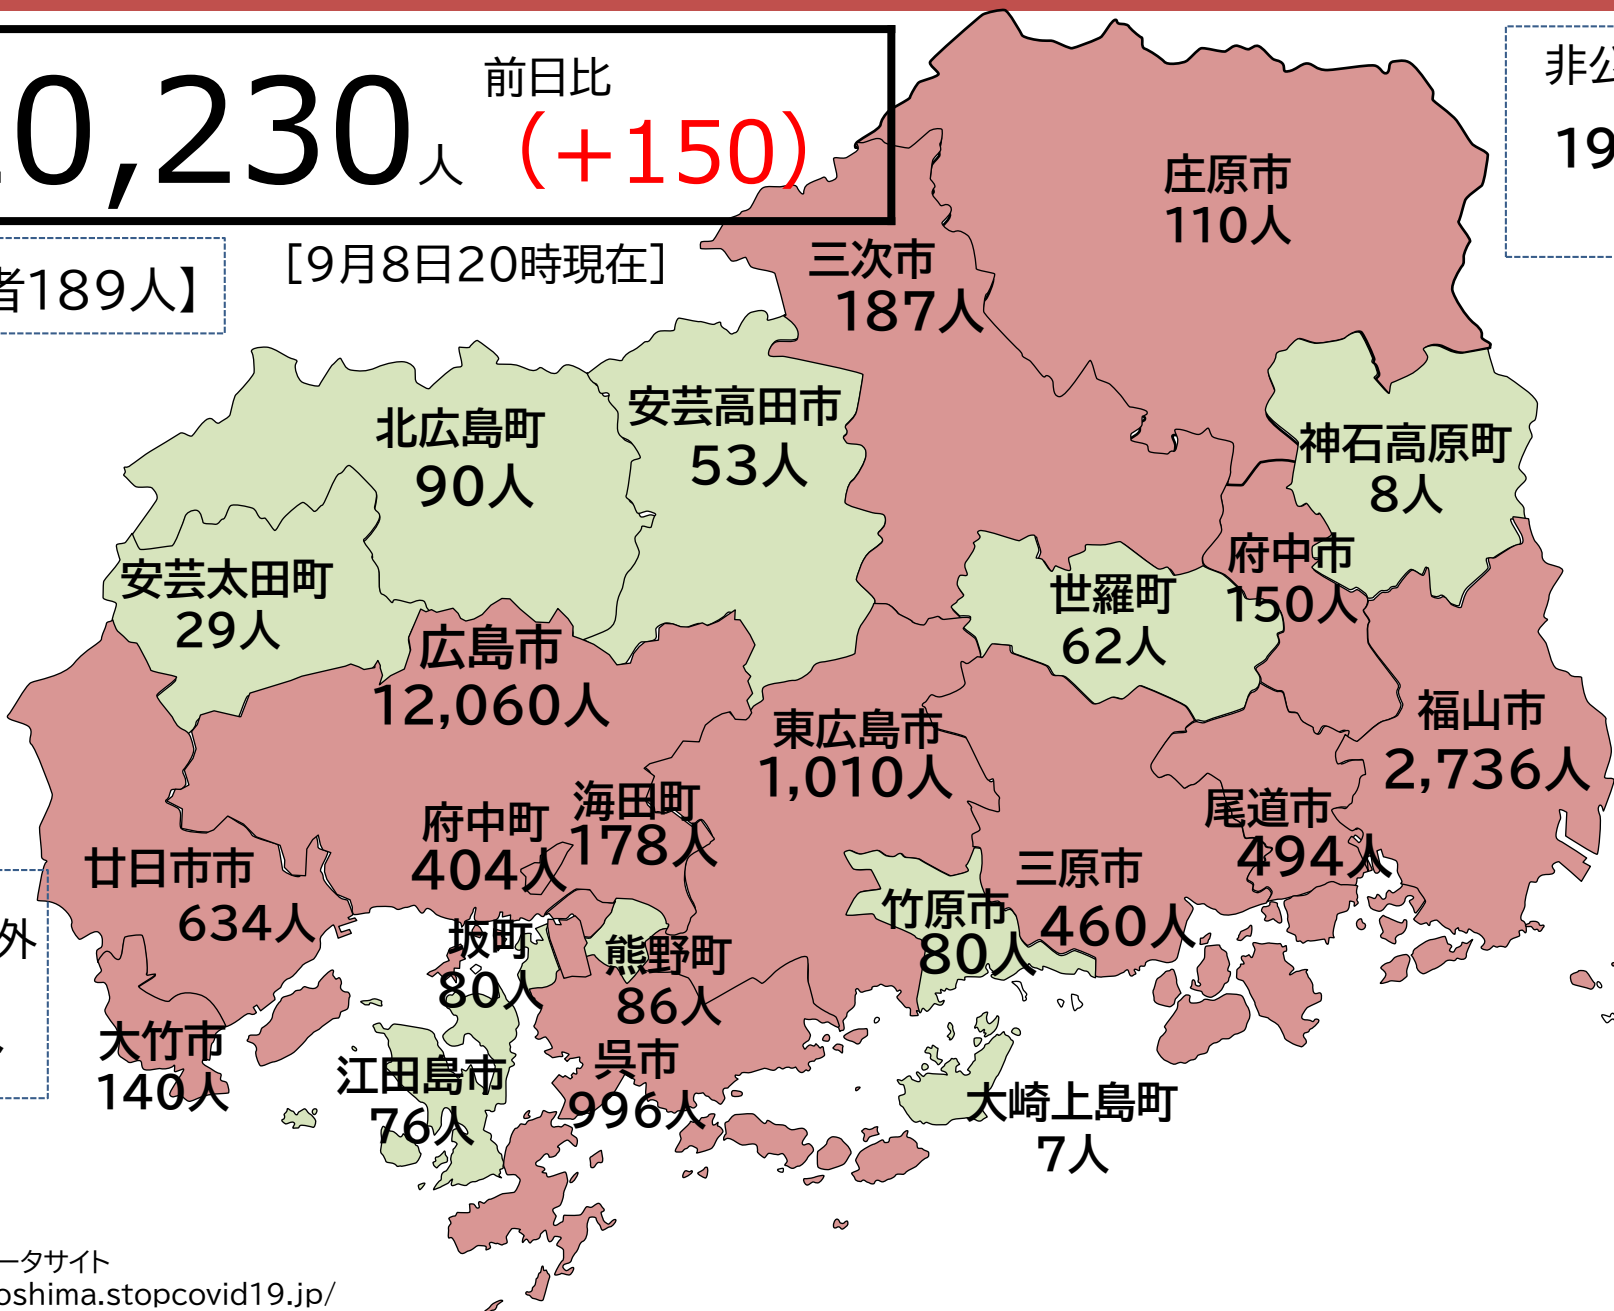 0,230人
前日比
（+150）
者189人】
［9月8日20時現在］
非公
19
庄原市
110人
三次市
187人
安芸高田市
53人
北広島町
90人
神石高原町
8人
安芸太田町
29人
府中市
150人
世羅町
62人
広島市
12,060人
福山市
2,736人
東広島市
1,010人
海田町
178人
尾道市
494人
府中町
404人
廿日市市
634人
三原市
460人
竹原市
80人
外
坂町
80人
熊野町
86人
大竹市
140人
江田島市
76人
呉市
996人
大崎上島町
7人
ータサイト
oshima.stopcovid19.jp/